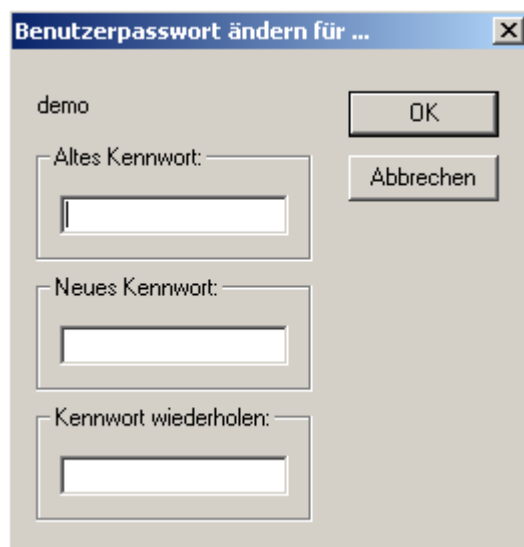 Benutzerpasswort ändern für ...
demo
OK
Altes Kennwort:
Abbrechen
Neues Kennwort:
Kennwort wiederholen: